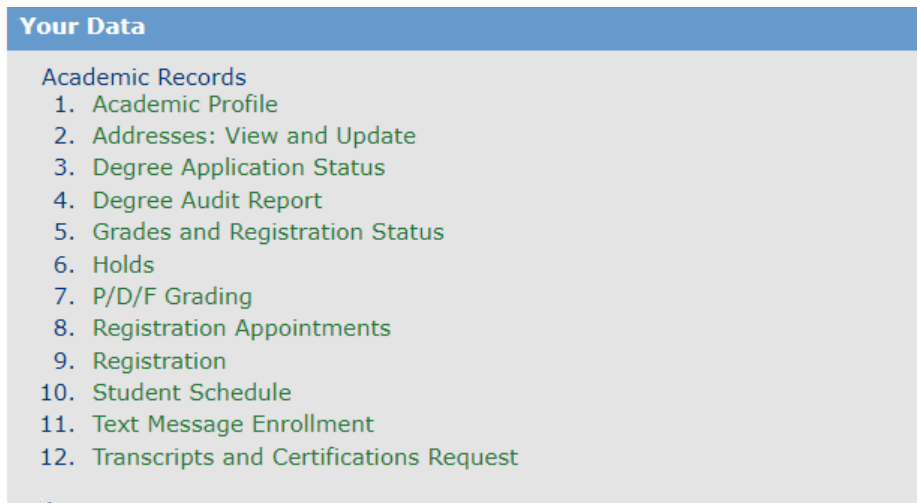 Your Data
Academic Records
1. Academic Profile
2. Addresses: View and Update
3. Degree Application Status
4. Degree Audit Report
5. Grades and Registration Status
6. Holds
7. P/D/F Grading
8. Registration Appointments
9. Registration
10. Student Schedule
11. Text Message Enrollment
12. Transcripts and Certifications Request